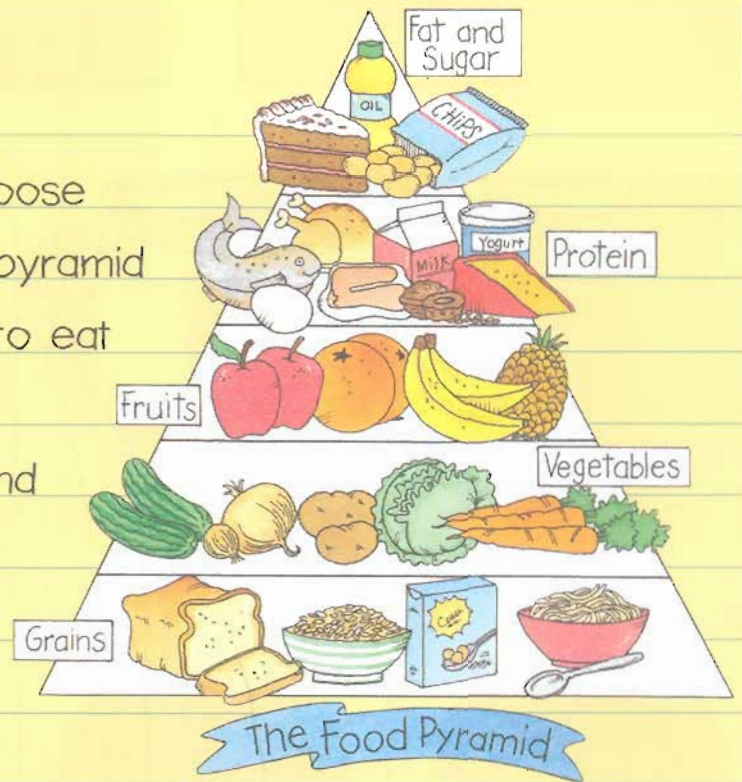 Fat and
Sugar
OIL
CHIPS
oose
pyramid
Yogurt
Milk
Protein
to eat
Fruits
Vegetables
nd
Grains
The Food Pyramid